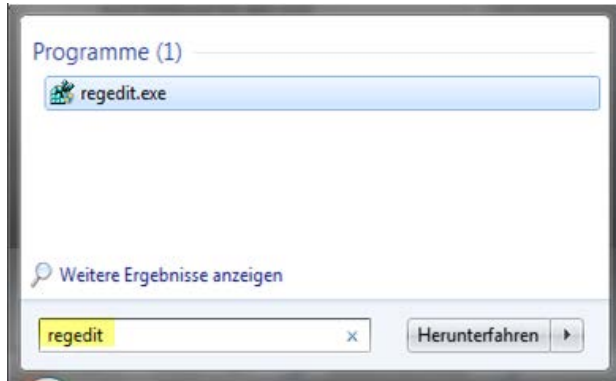 Programme (1)
regedit.exe
Weitere Ergebnisse anzeigen
regedit
Herunterfahren